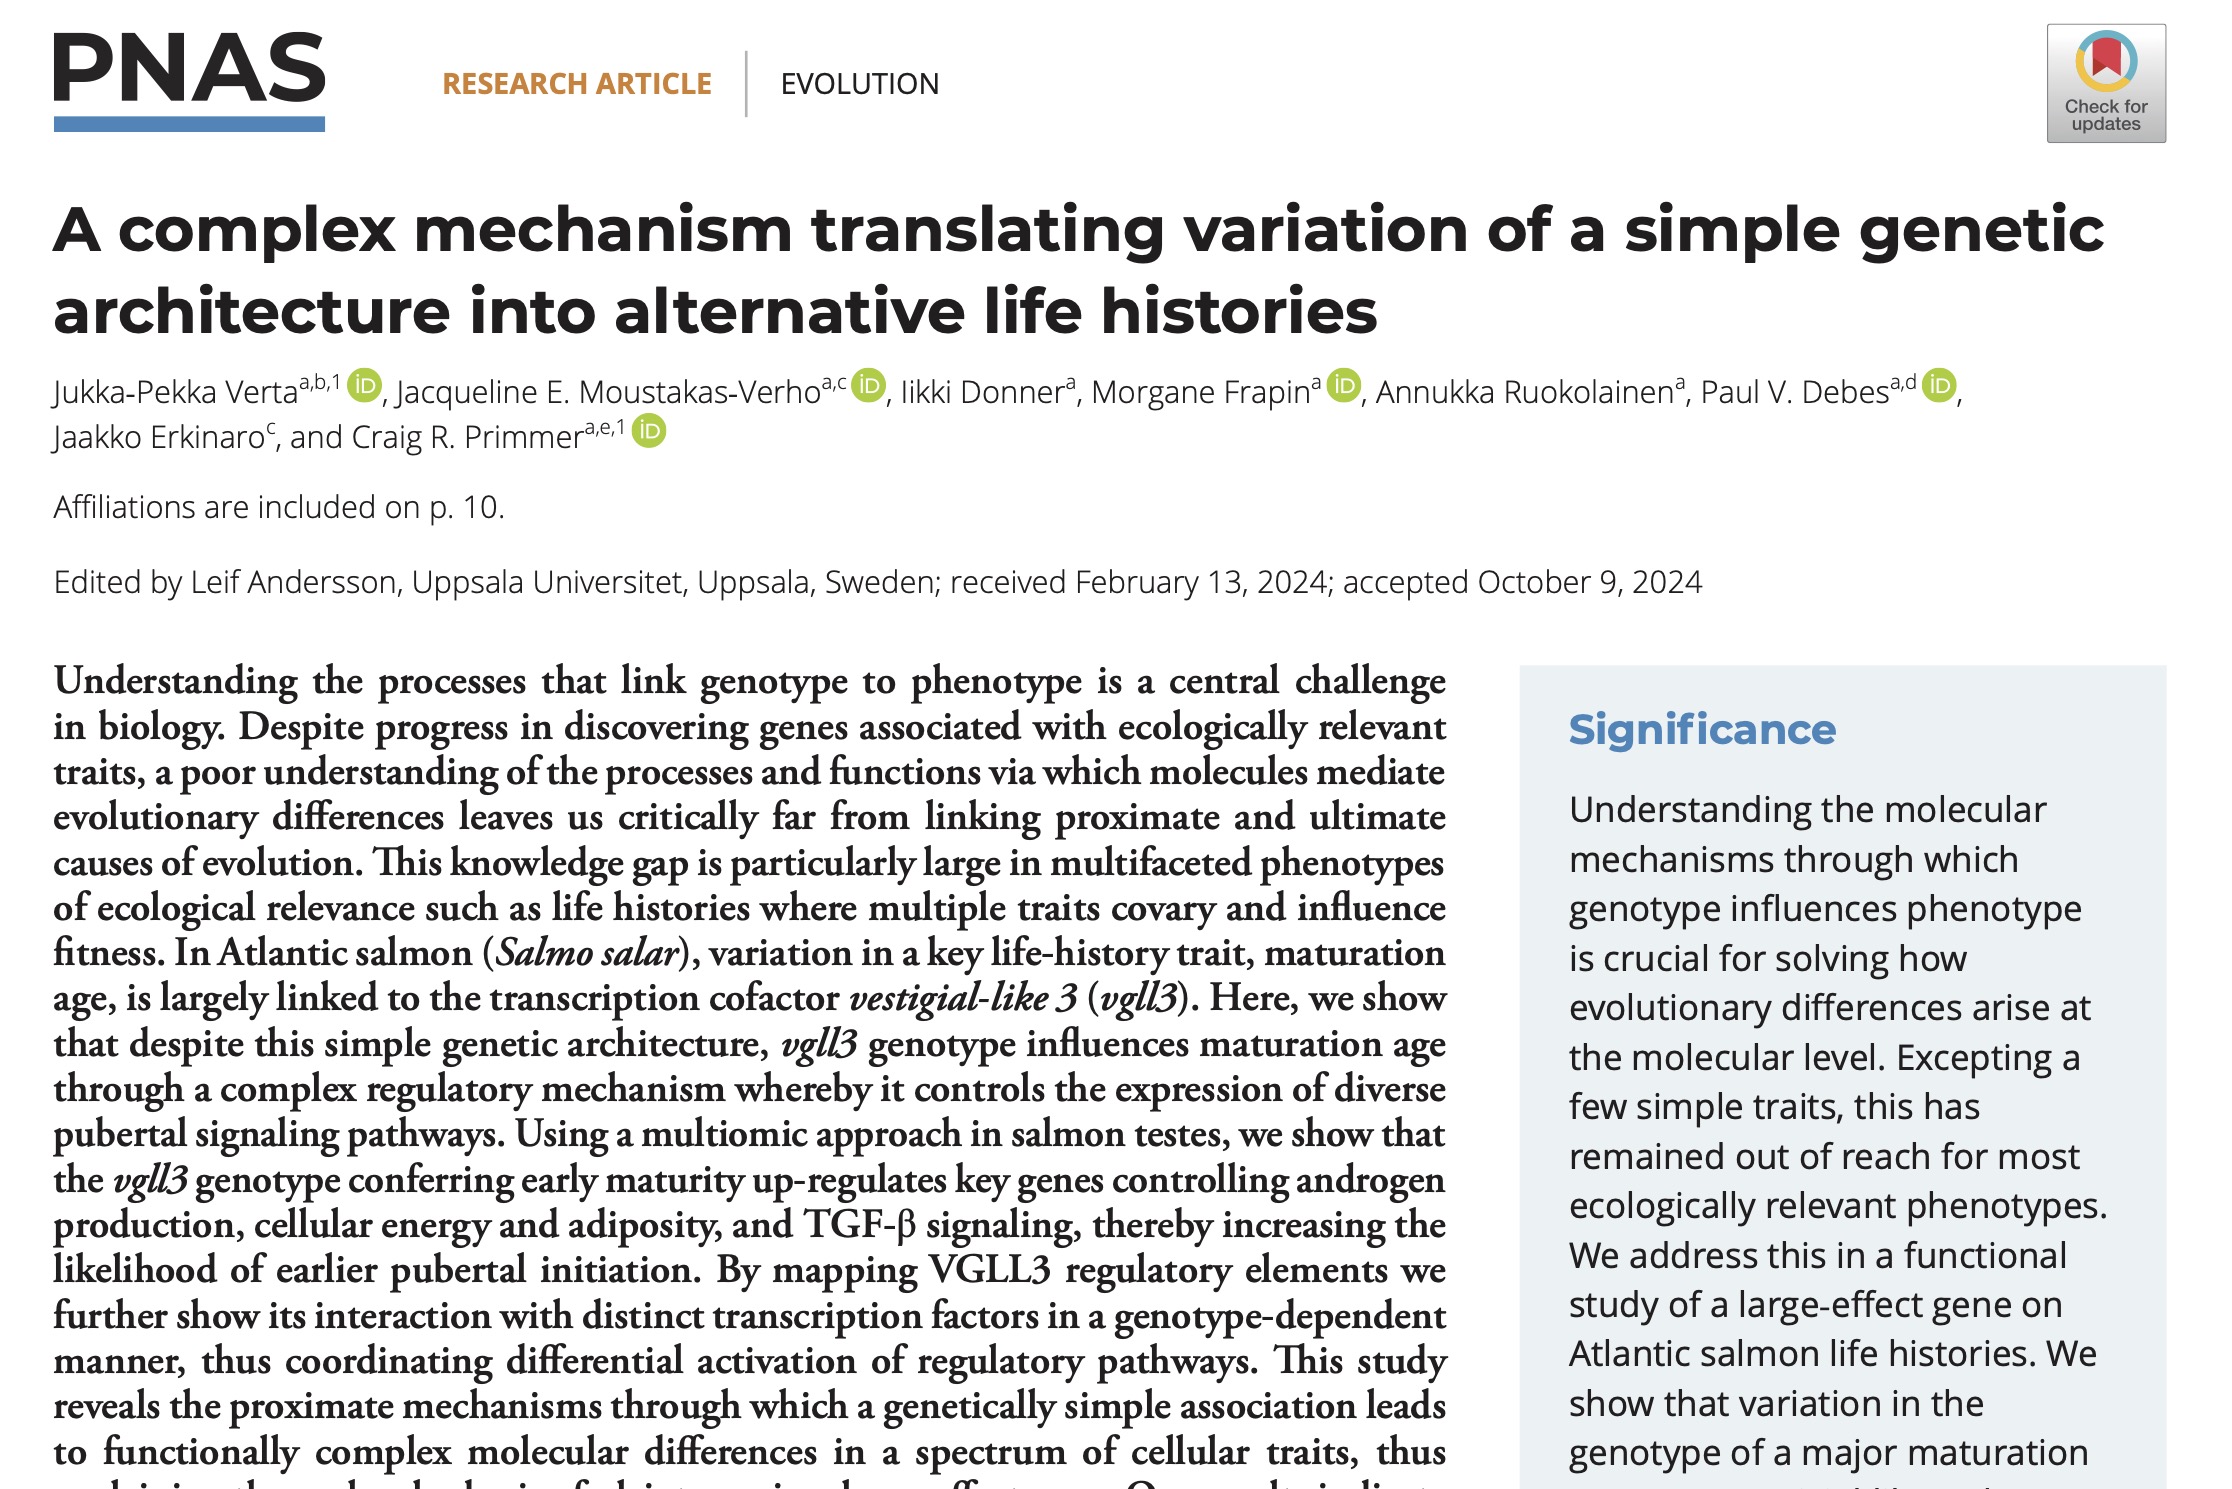 PNAS
RESEARCH ARTICLE | EVOLUTION
Check for
updates
A complex mechanism translating variation of a simple genetic
architecture into alternative life histories
Jukka-Pekka Verta^a,b,1 iD, Jacqueline E. Moustakas-Verho^a,c iD, Iikki Donner^a, Morgane Frapin^a iD, Annukka Ruokolainen^a, Paul V. Debes^a,d iD,
Jaakko Erkinaro^c, and Craig R. Primmer^a,e,1 iD
Affiliations are included on p. 10.
Edited by Leif Andersson, Uppsala Universitet, Uppsala, Sweden; received February 13, 2024; accepted October 9, 2024
Understanding the processes that link genotype to phenotype is a central challenge
in biology. Despite progress in discovering genes associated with ecologically relevant
traits, a poor understanding of the processes and functions via which molecules mediate
evolutionary differences leaves us critically far from linking proximate and ultimate
causes of evolution. This knowledge gap is particularly large in multifaceted phenotypes
of ecological relevance such as life histories where multiple traits covary and influence
fitness. In Atlantic salmon (Salmo salar), variation in a key life-history trait, maturation
age, is largely linked to the transcription cofactor vestigial-like 3 (vgll3). Here, we show
that despite this simple genetic architecture, vgll3 genotype influences maturation age
through a complex regulatory mechanism whereby it controls the expression of diverse
pubertal signaling pathways. Using a multiomic approach in salmon testes, we show that
the vgll3 genotype conferring early maturity up-regulates key genes controlling androgen
production, cellular energy and adiposity, and TGF-β signaling, thereby increasing the
likelihood of earlier pubertal initiation. By mapping VGLL3 regulatory elements we
further show its interaction with distinct transcription factors in a genotype-dependent
manner, thus coordinating differential activation of regulatory pathways. This study
reveals the proximate mechanisms through which a genetically simple association leads
to functionally complex molecular differences in a spectrum of cellular traits, thus
Significance
Understanding the molecular
mechanisms through which
genotype influences phenotype
is crucial for solving how
evolutionary differences arise at
the molecular level. Excepting a
few simple traits, this has
remained out of reach for most
ecologically relevant phenotypes.
We address this in a functional
study of a large-effect gene on
Atlantic salmon life histories. We
show that variation in the
genotype of a major maturation